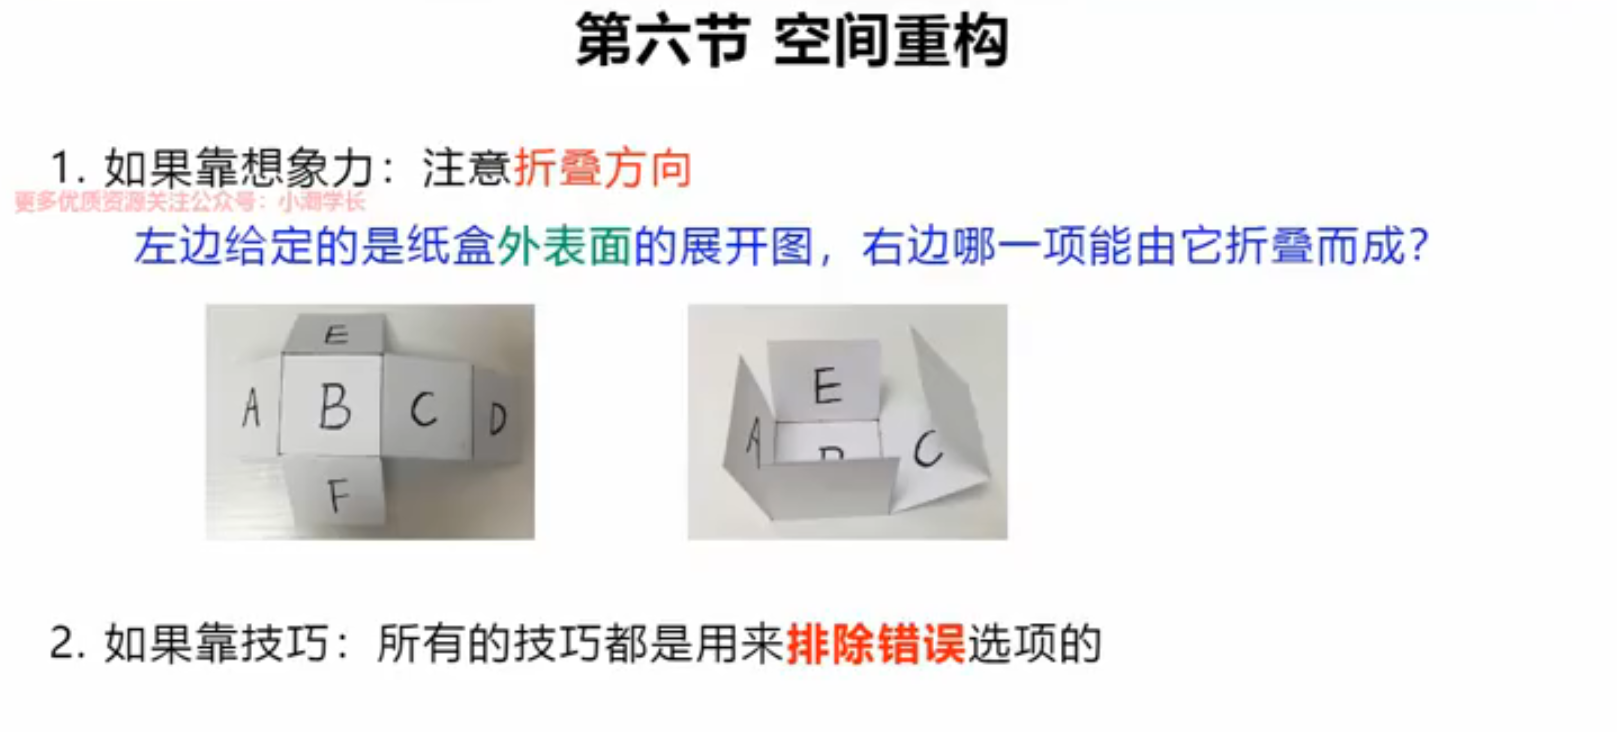 第六节 空间重构
1. 如果靠想象力：注意折叠方向
更多优质资源关注公众号：小潮学长
左边给定的是纸盒外表面的展开图，右边哪一项能由它折叠而成？
E
A B C D
F
E
A B C
2. 如果靠技巧：所有的技巧都是用来排除错误选项的